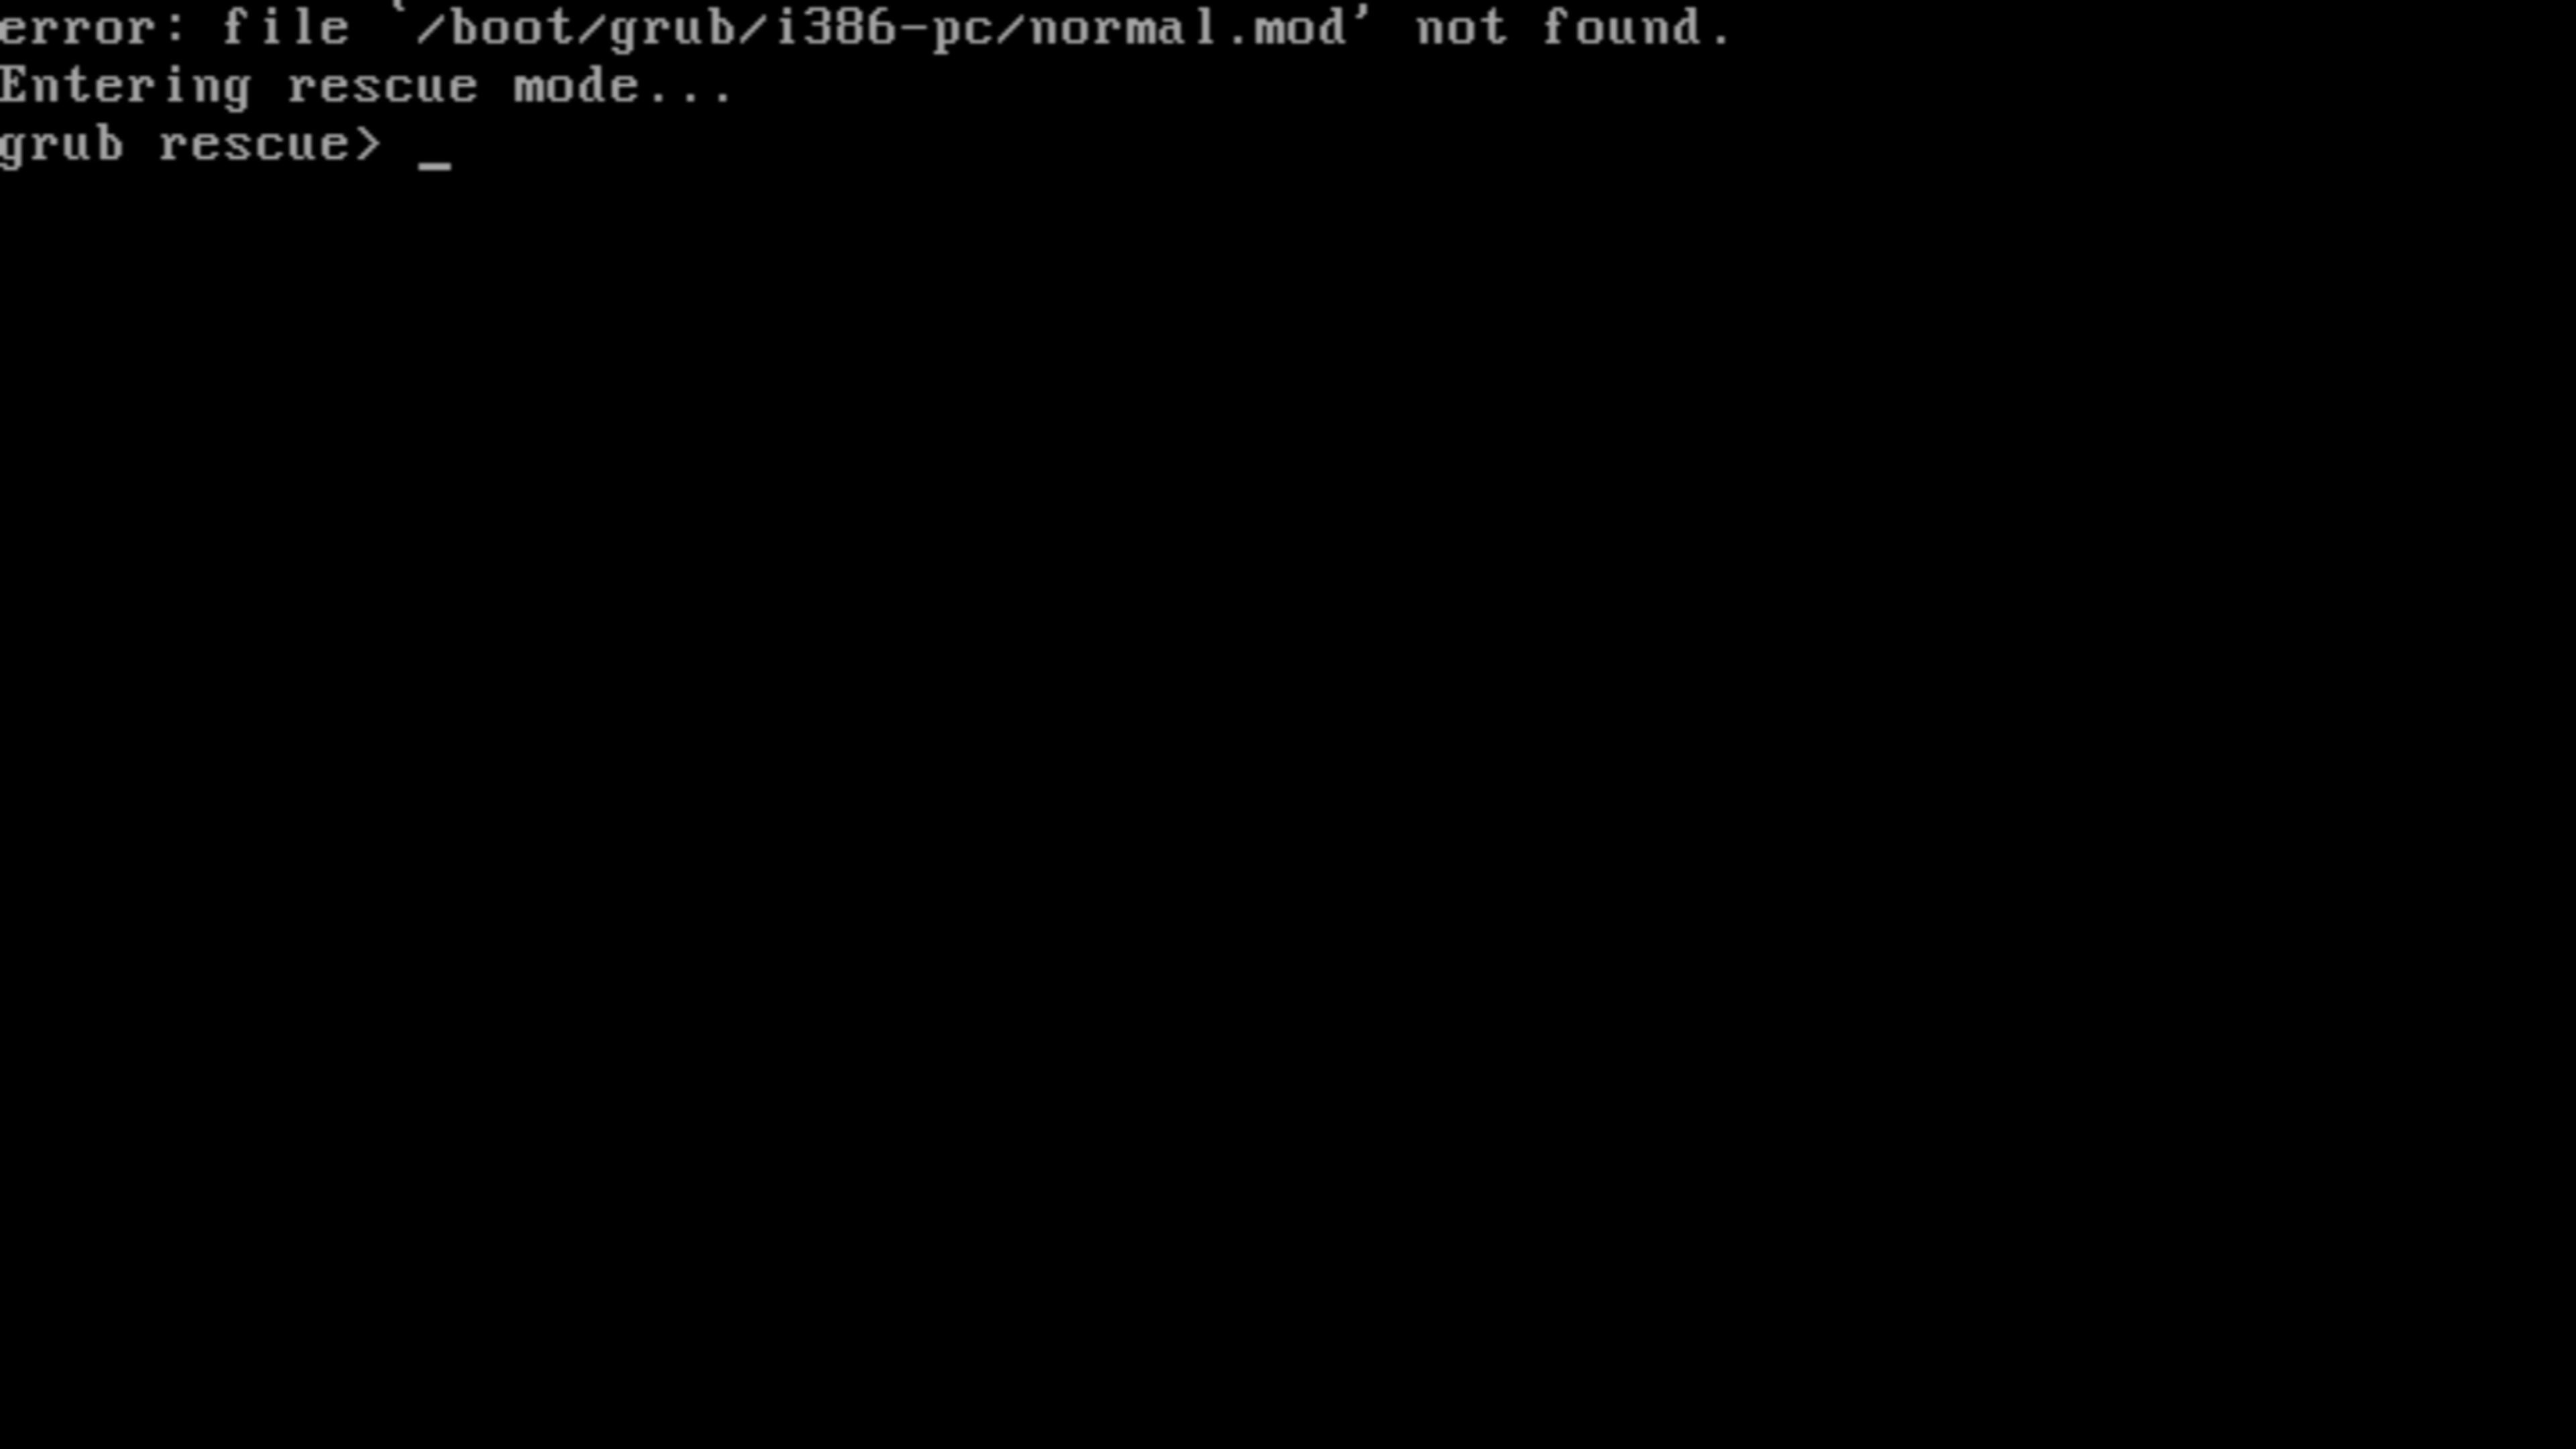 error: file `/boot/grub/i386-pc/normal.mod' not found.
Entering rescue mode...
grub rescue> _